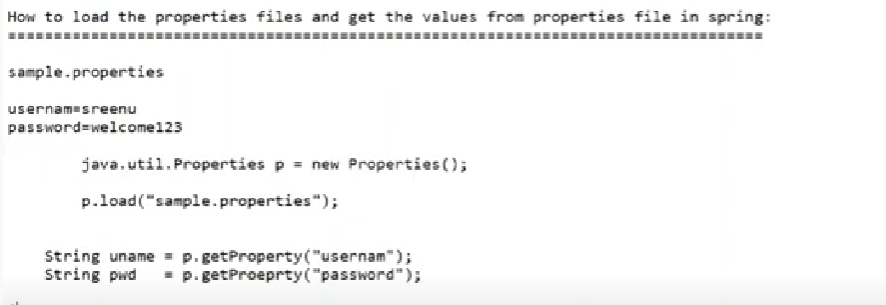 How to load the properties files and get the values from properties file in spring:
==================================================================================
sample.properties
usernam=sreenu
password=welcome123
java.util.Properties p = new Properties();
p.load("sample.properties");
String uname = p.getProperty("usernam");
String pwd   = p.getProeprty("password");